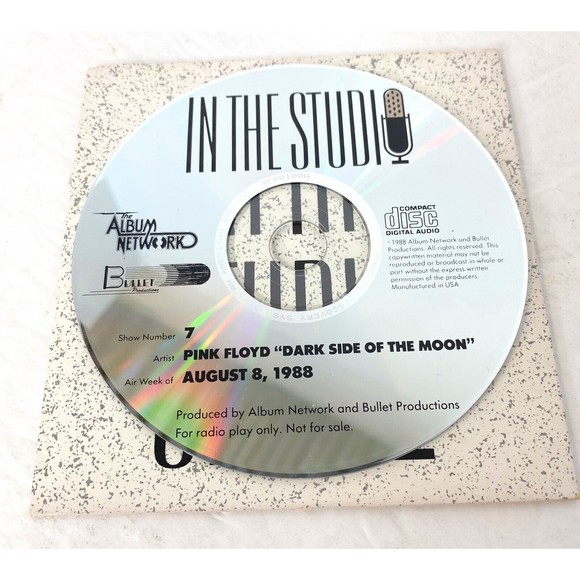 IN THE STUDIO
the
ALBUM
NETWORK
BULLET
Productions
COMPACT
disc
DIGITAL AUDIO
1988 Album Network and Bullet
Productions. All rights reserved. This
copywritten material may not be
reproduced or broadcast in whole or
part without the express written
permission of the producers.
Manufactured in USA
Show Number 7
Artist PINK FLOYD “DARK SIDE OF THE MOON”
Air Week of AUGUST 8, 1988
Produced by Album Network and Bullet Productions
For radio play only. Not for sale.